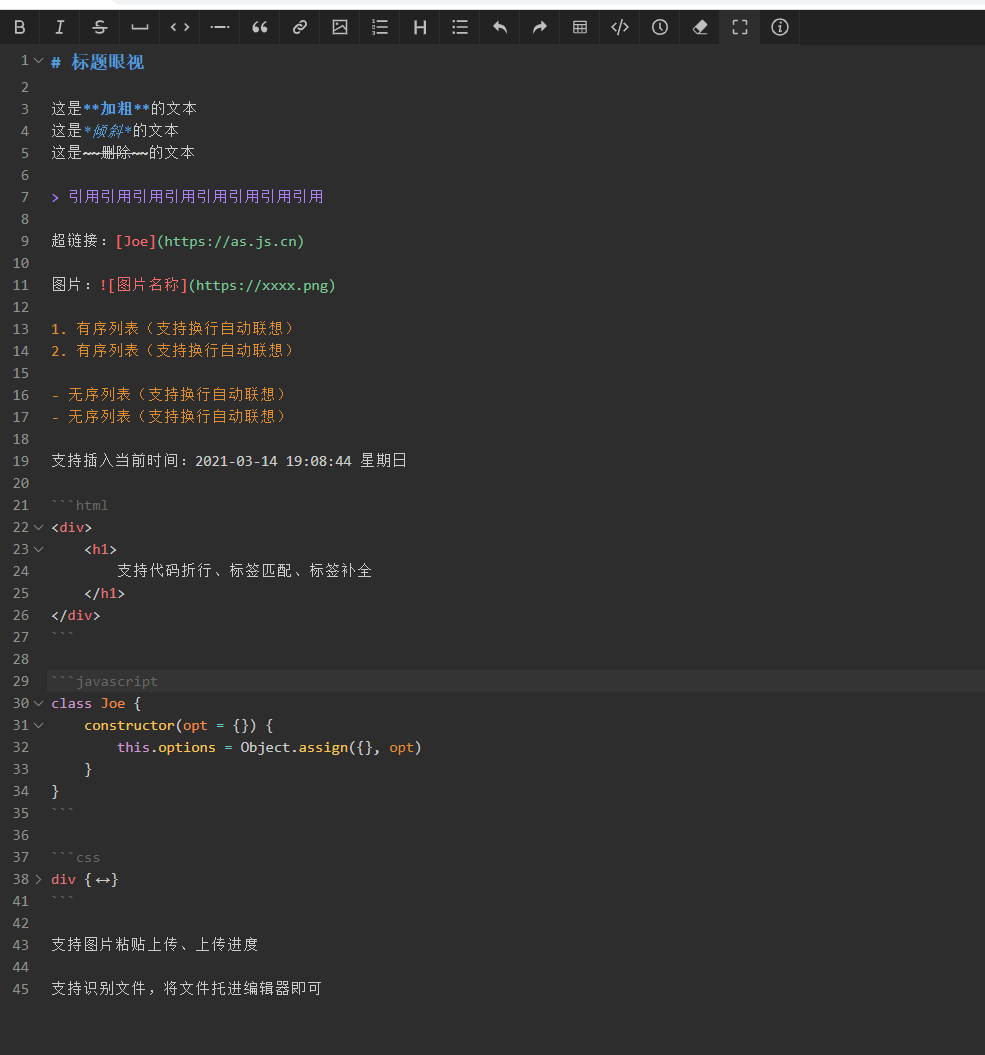 1 # 标题眼视
2
3 这是**加粗**的文本
4 这是*倾斜*的文本
5 这是~~删除~~的文本
6
7 > 引用引用引用引用引用引用引用引用
8
9 超链接：[Joe](https://as.js.cn)
10
11 图片：![图片名称](https://xxxx.png)
12
13 1. 有序列表（支持换行自动联想）
14 2. 有序列表（支持换行自动联想）
15
16 - 无序列表（支持换行自动联想）
17 - 无序列表（支持换行自动联想）
18
19 支持插入当前时间：2021-03-14 19:08:44 星期日
20
21 ```html
22 <div>
23     <h1>
24         支持代码折行、标签匹配、标签补全
25     </h1>
26 </div>
27 ```
28
29 ```javascript
30 class Joe {
31     constructor(opt = {}) {
32         this.options = Object.assign({}, opt)
33     }
34 }
35 ```
36
37 ```css
38 div {↔}
41 ```
42
43 支持图片粘贴上传、上传进度
44
45 支持识别文件，将文件托进编辑器即可